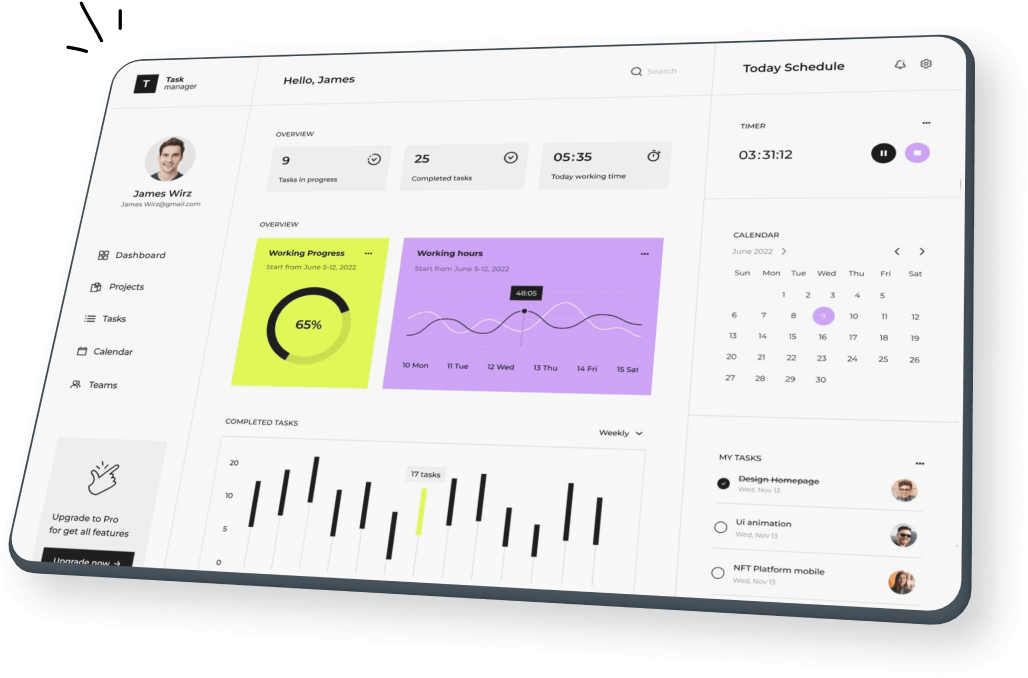 T
Task
manager
James Wirz
James Wirz@gmail.com
Dashboard
Projects
Tasks
Calendar
Teams
Upgrade to Pro
for get all features
Upgrade now →
Hello, James
Search
OVERVIEW
9
Tasks in progress
25
Completed tasks
05:35
Today working time
OVERVIEW
Working Progress
Start from June 5-12, 2022
65%
Working hours
Start from June 5-12, 2022
48:05
10 Mon 11 Tue 12 Wed 13 Thu 14 Fri 15 Sat
COMPLETED TASKS
Weekly
20
10
5
0
17 tasks
Today Schedule
TIMER
03:31:12
CALENDAR
June 2022
Sun Mon Tue Wed Thu Fri Sat
1 2 3 4 5
6 7 8 9 10 11 12
13 14 15 16 17 18 19
20 21 22 23 24 25 26
27 28 29 30
MY TASKS
Design Homepage
Wed, Nov 13
Ui animation
Wed, Nov 13
NFT Platform mobile
Wed, Nov 13